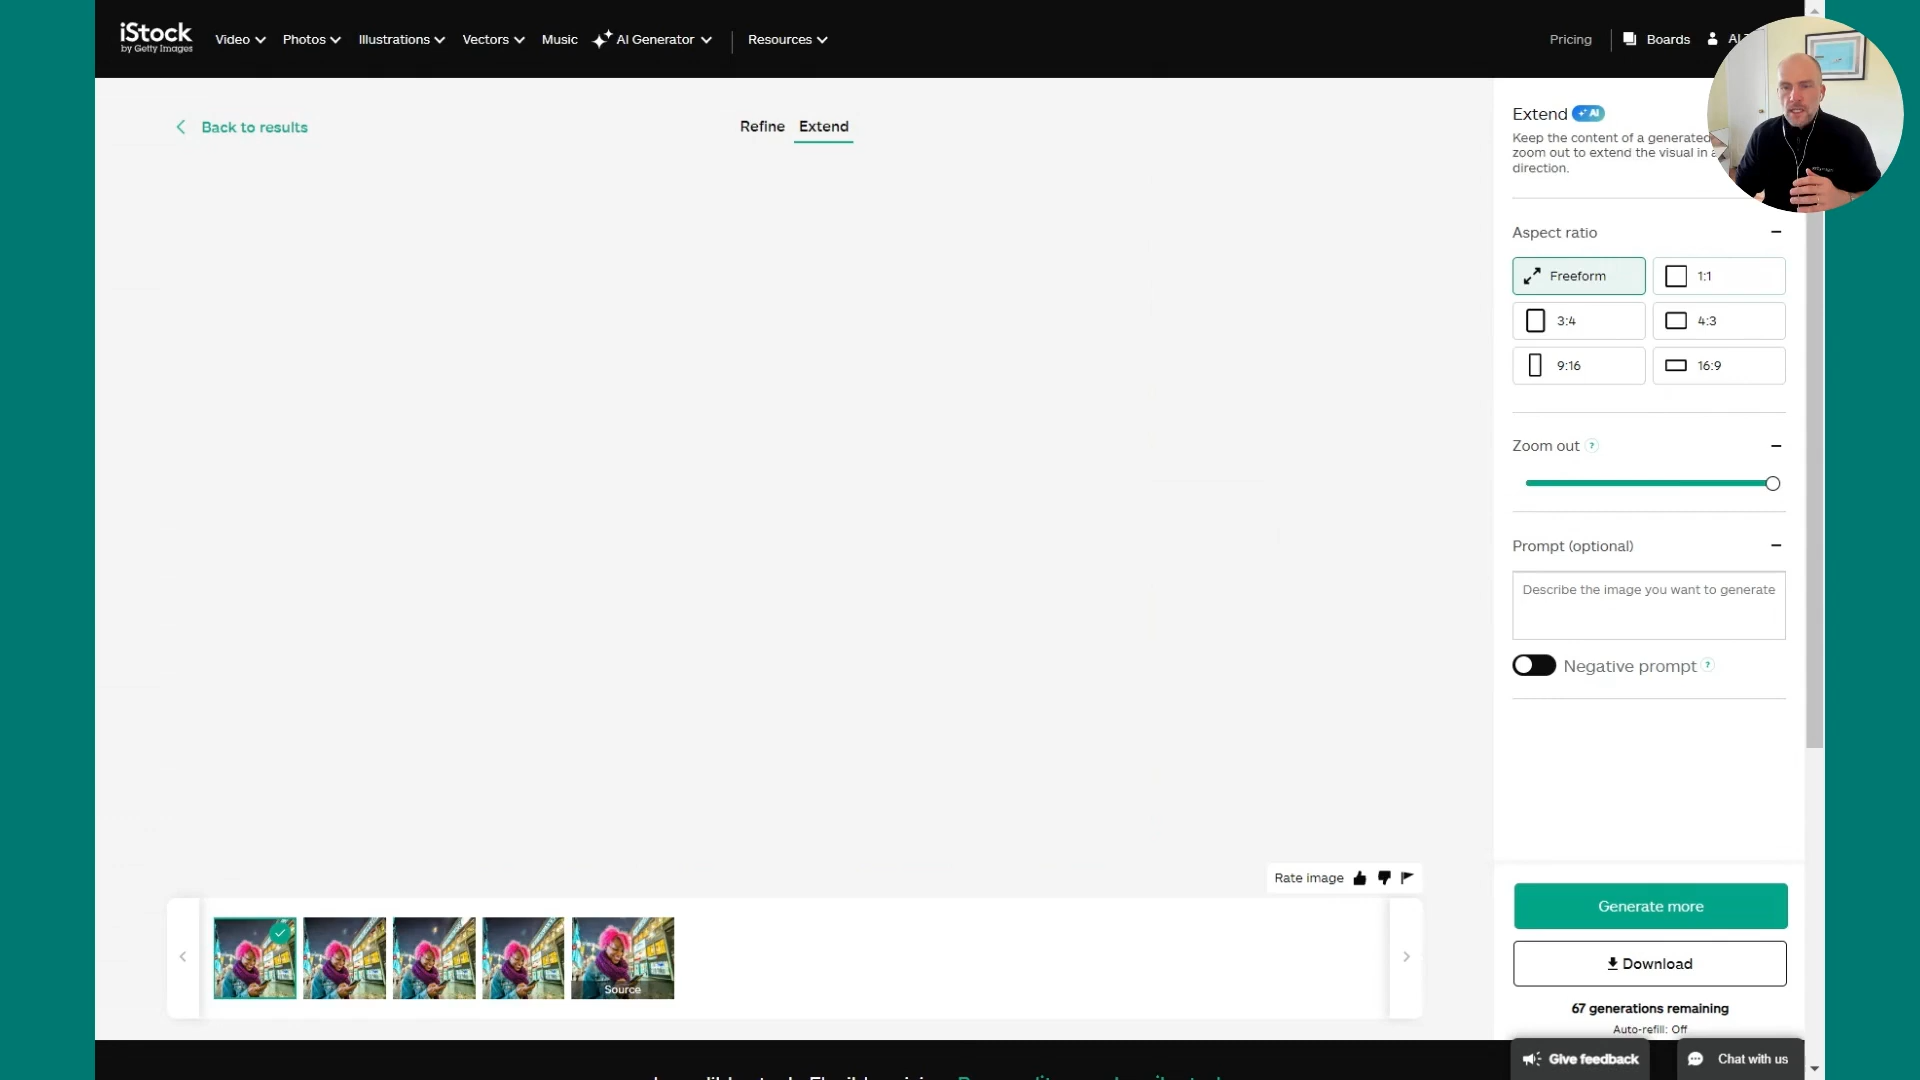 iStock
by Getty Images
Video
Photos
Illustrations
Vectors
Music
AI Generator
Resources
Pricing
Boards
Back to results
Refine
Extend
Extend
AI
Keep the content of a generated
zoom out to extend the visual in
direction.
Aspect ratio
Freeform
1:1
3:4
4:3
9:16
16:9
Zoom out ?
Prompt (optional)
Describe the image you want to generate
Negative prompt ?
Rate image
Source
Generate more
Download
67 generations remaining
Auto-refill: Off
Give feedback
Chat with us